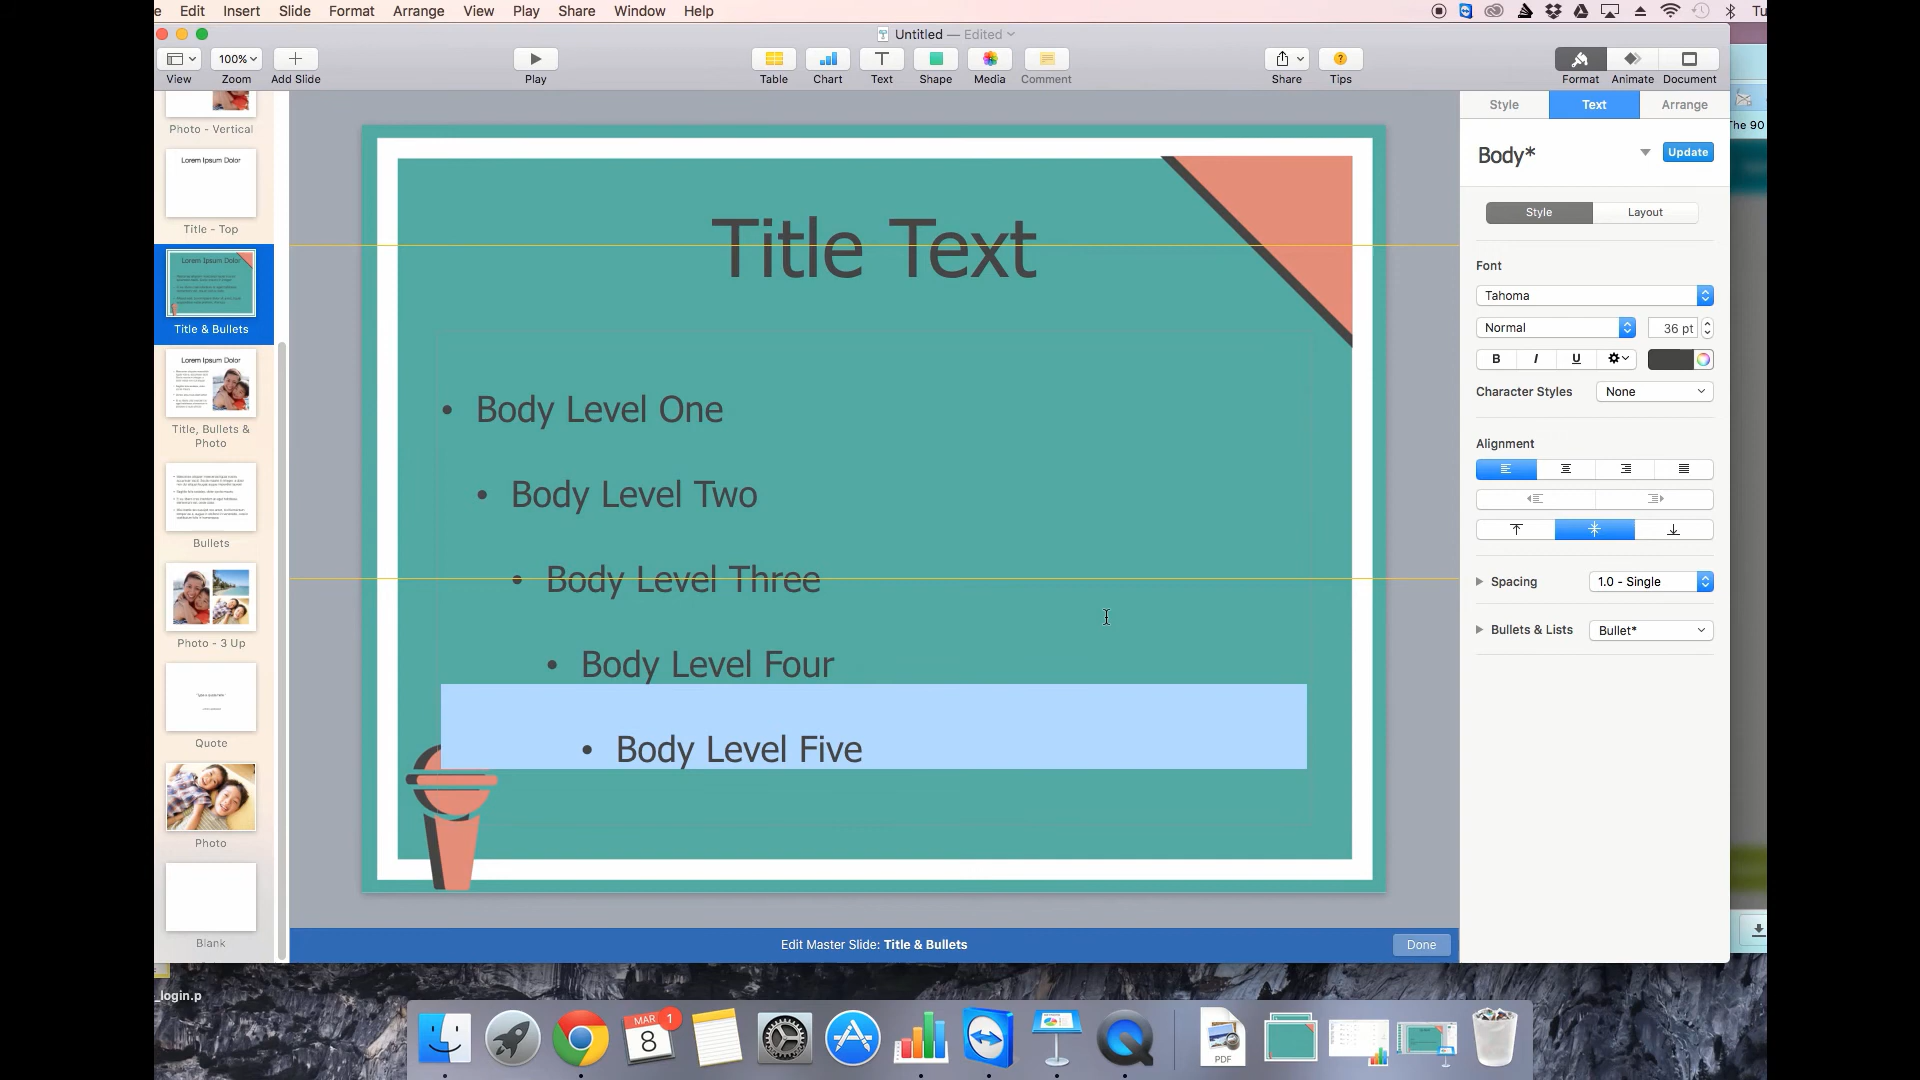 e Edit Insert Slide Format Arrange View Play Share Window Help Tu
Untitled — Edited
View 100% Zoom Add Slide Play Table Chart Text Shape Media Comment Share Tips Format Animate Document
Photo - Vertical
Lorem Ipsum Dolor
Title - Top
Lorem Ipsum Dolor
Title & Bullets
Lorem Ipsum Dolor
Title, Bullets &
Photo
Bullets
Photo - 3 Up
Quote
Photo
Blank
Title Text
• Body Level One
• Body Level Two
• Body Level Three
• Body Level Four
• Body Level Five
Edit Master Slide: Title & Bullets Done
Style Text Arrange
The 90
Body* Update
Style Layout
Font
Tahoma
Normal 36 pt
B I U
Character Styles None
Alignment
Spacing 1.0 - Single
Bullets & Lists Bullet*
_login.p
MAR 1
8
PDF